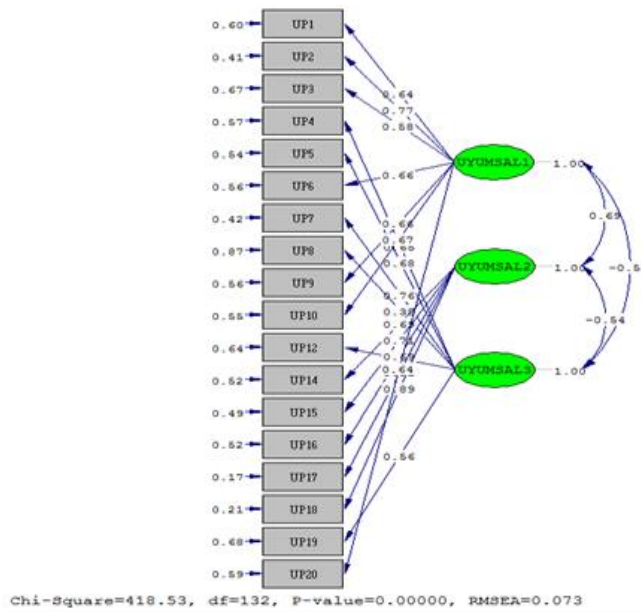 0.60 UP1
0.41 UP2
0.67 UP3
0.57 UP4
0.54 UP5
0.56 UP6
0.42 UP7
0.87 UP8
0.56 UP9
0.55 UP10
0.64 UP12
0.52 UP14
0.49 UP15
0.52 UP16
0.17 UP17
0.21 UP18
0.68 UP19
0.59 UP20
0.64
0.77
0.58
0.66
0.66
0.67
0.68
0.76
0.71
0.64
0.89
0.56
UYUMSAL1 1.00
UYUMSAL2 1.00
UYUMSAL3 1.00
0.69
-0.5
-0.54
Chi-Square=418.53, df=132, P-value=0.00000, RMSEA=0.073